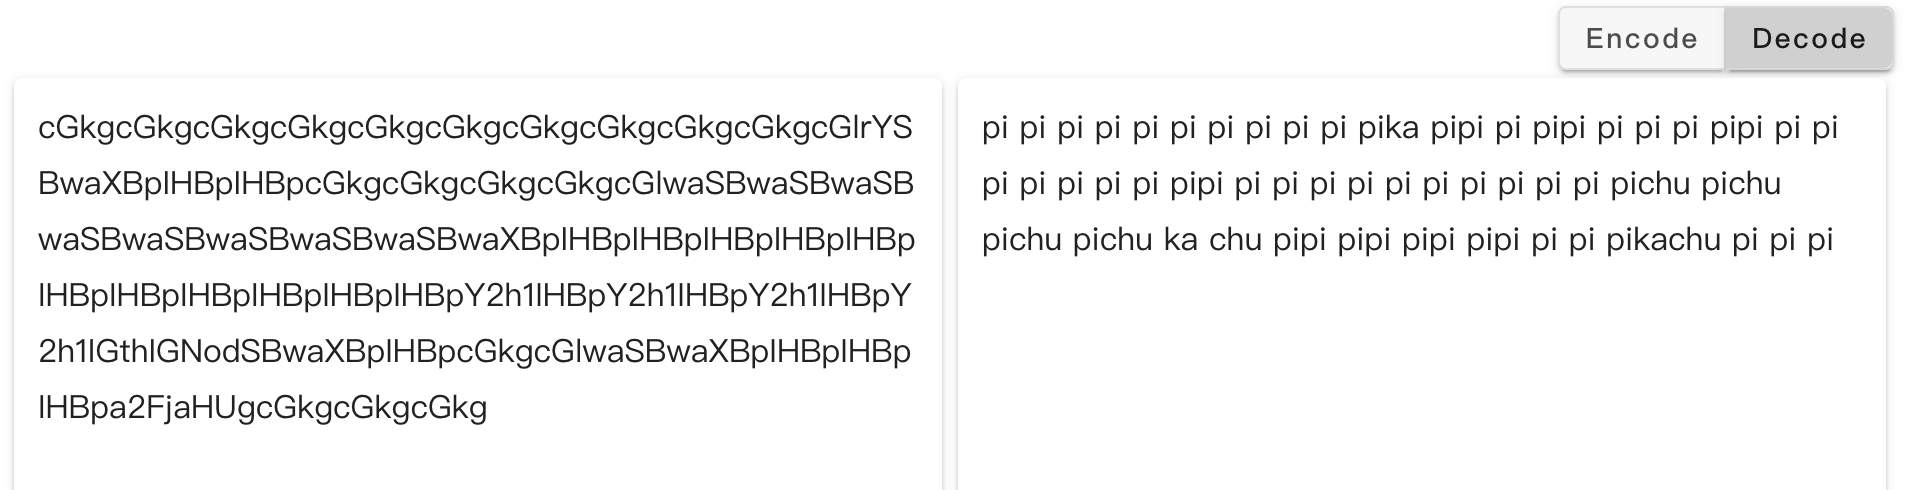 Encode Decode
cGkgcGkgcGkgcGkgcGkgcGkgcGkgcGkgcGkgcGkgcGlrYS
BwaXBpIHBpIHBpcGkgcGkgcGkgcGkgcGlwaSBwaSBwaSB
waSBwaSBwaSBwaSBwaSBwaXBpIHBpIHBpIHBpIHBpIHBp
IHBpIHBpIHBpIHBpIHBpIHBpY2h1IHBpY2h1IHBpY2h1IHBpY
2h1IGthIGNodSBwaXBpIHBpcGkgcGlwaSBwaXBpIHBpIHBp
IHBpa2FjaHUgcGkgcGkgcGkg
pi pi pi pi pi pi pi pi pi pi pika pipi pi pipi pi pi pi pipi pi pi
pi pi pi pi pi pipi pi pi pi pi pi pi pi pi pi pi pichu pichu
pichu pichu ka chu pipi pipi pipi pipi pi pi pikachu pi pi pi